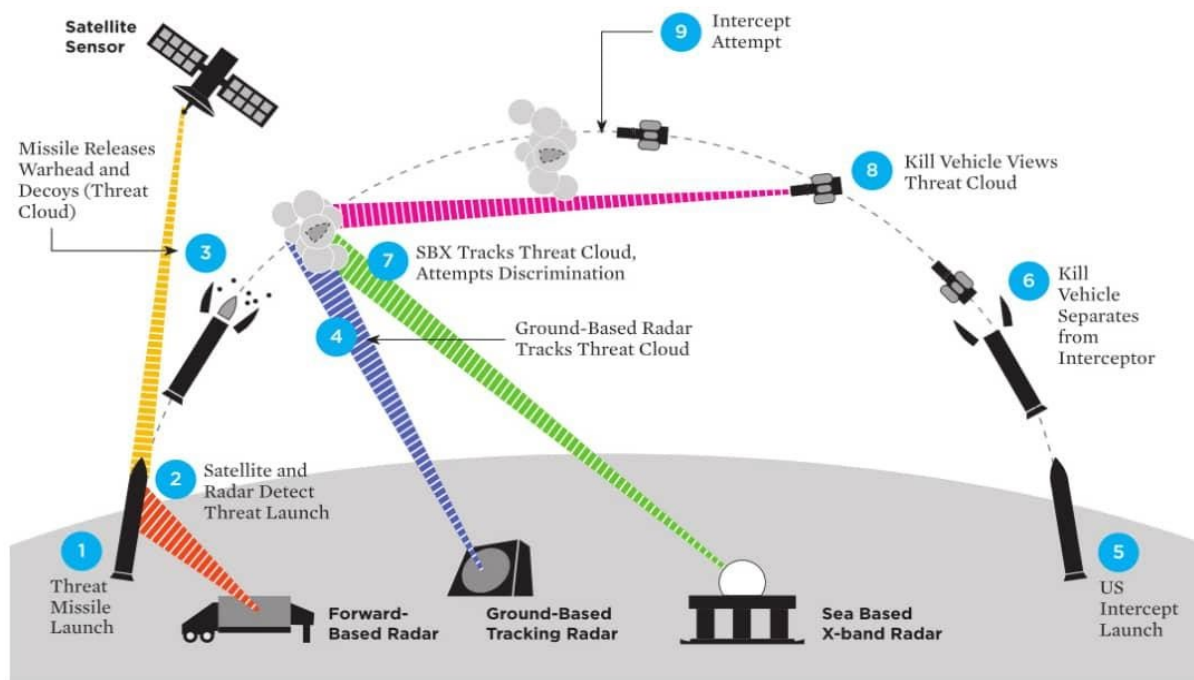 Satellite
Sensor
9
Intercept
Attempt
Missile Releases
Warhead and
Decoys (Threat
Cloud)
8
Kill Vehicle Views
Threat Cloud
3
7
SBX Tracks Threat Cloud,
Attempts Discrimination
6
Kill
Vehicle
Separates
from
Interceptor
4
Ground-Based Radar
Tracks Threat Cloud
2
Satellite and
Radar Detect
Threat Launch
1
Threat
Missile
Launch
5
US
Intercept
Launch
Forward-
Based Radar
Ground-Based
Tracking Radar
Sea Based
X-band Radar